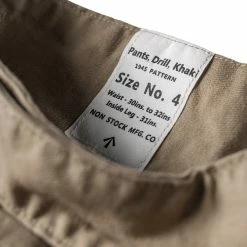 Pants, Drill, Khaki
1945 PATTERN
Size No. 4
Waist - 30ins. to 32ins
Inside Leg - 31ins.
NON STOCK MFG. CO